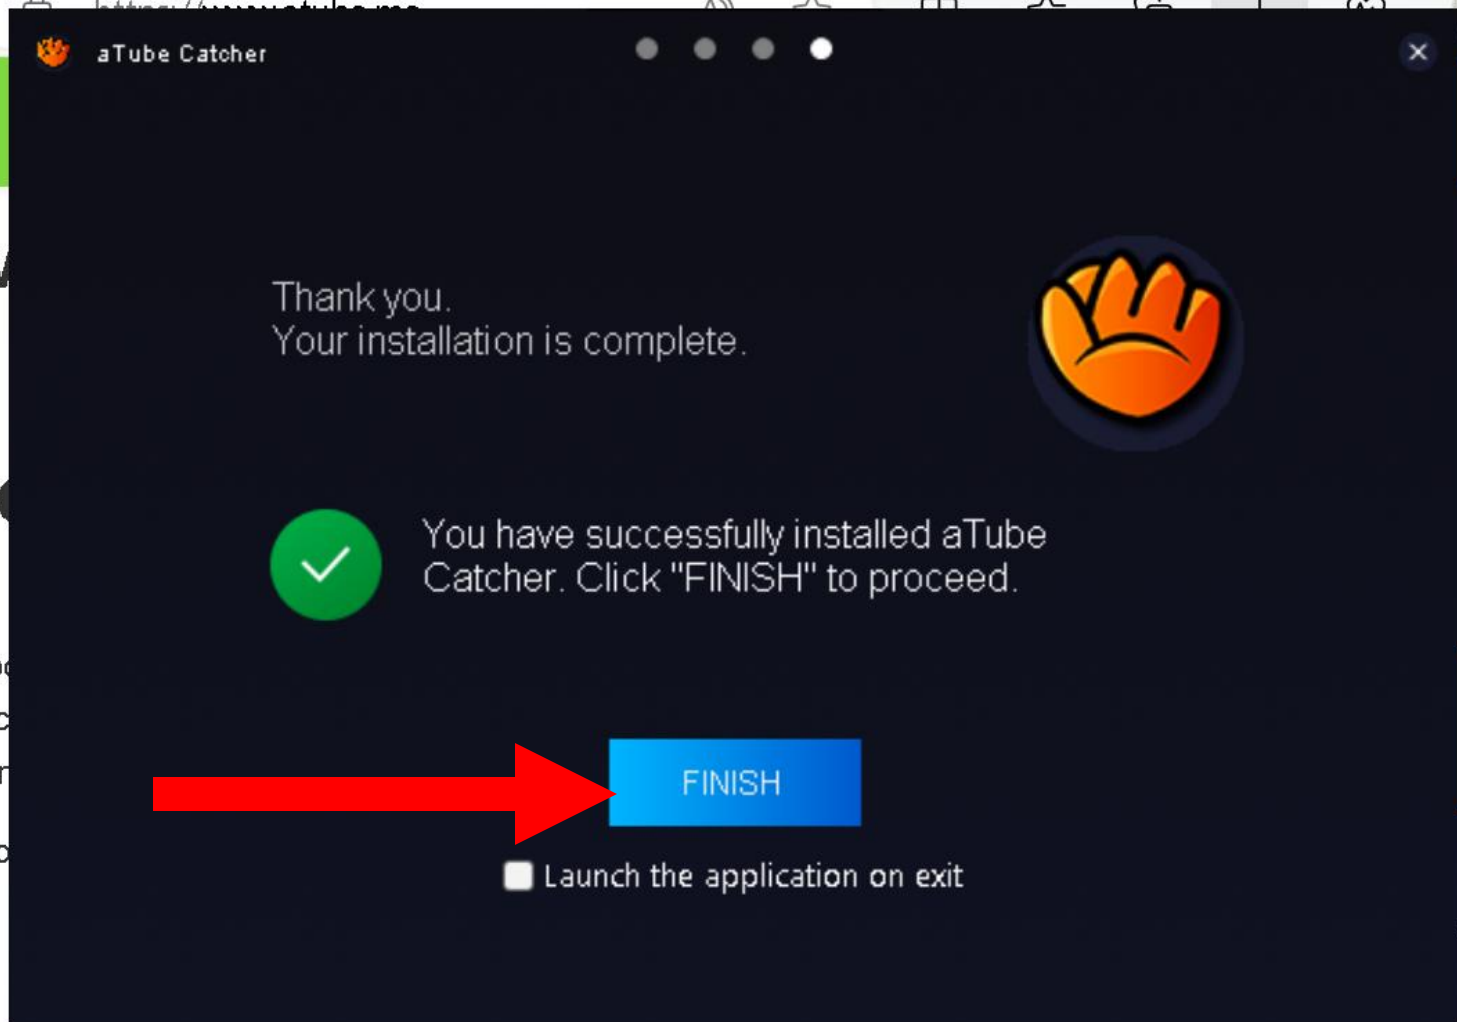 aTube Catcher
Thank you.
Your installation is complete.
You have successfully installed aTube
Catcher. Click "FINISH" to proceed.
FINISH
Launch the application on exit